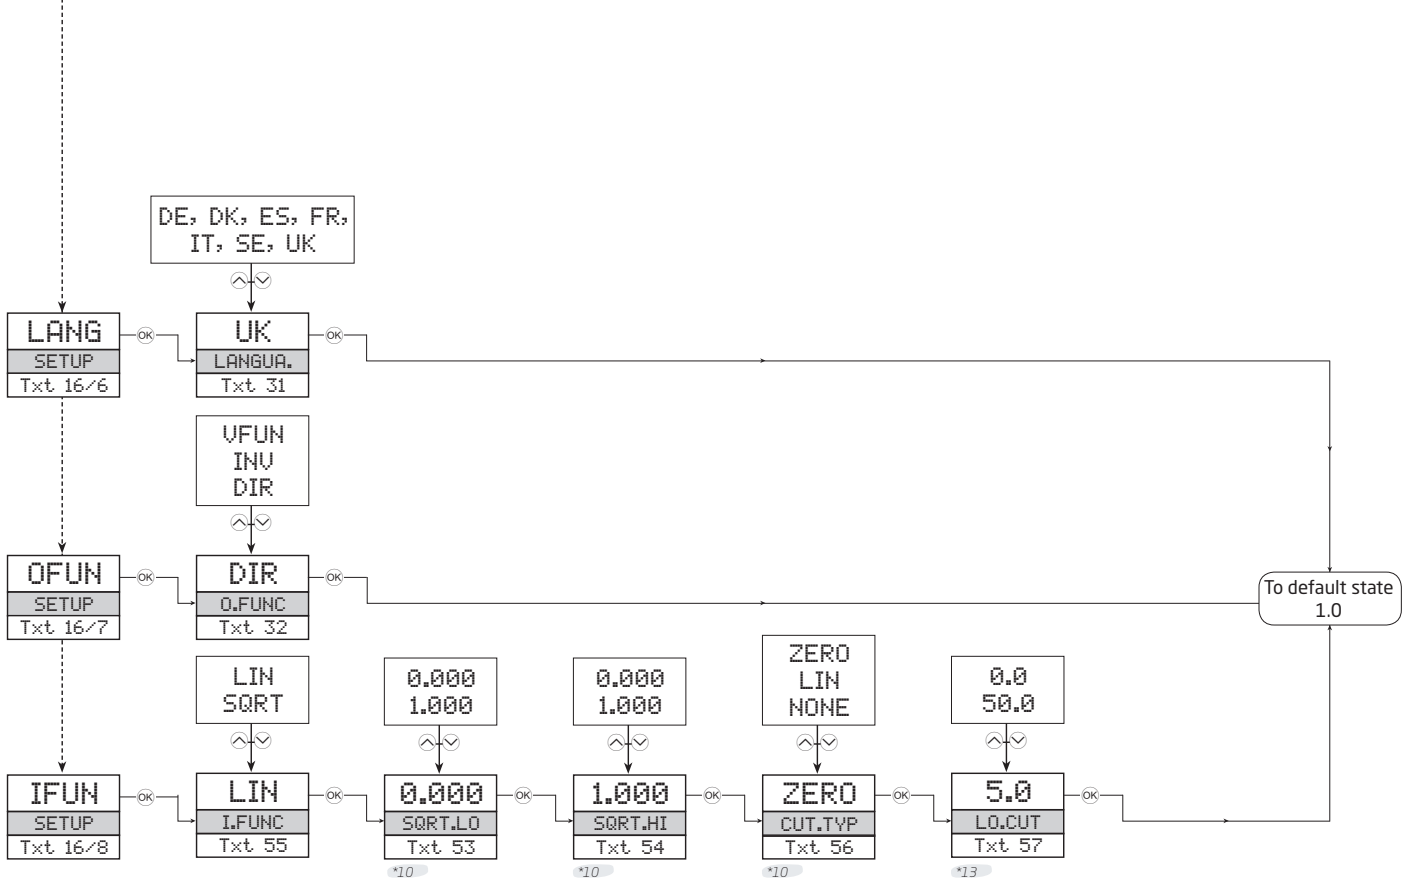 DE, DK, ES, FR,
IT, SE, UK
LANG
SETUP
Txt 16/6
OK
UK
LANGUA.
Txt 31
OK
VFUN
INV
DIR
OFUN
SETUP
Txt 16/7
OK
DIR
O.FUNC
Txt 32
OK
To default state
1.0
LIN
SQRT
0.000
1.000
0.000
1.000
ZERO
LIN
NONE
0.0
50.0
IFUN
SETUP
Txt 16/8
OK
LIN
I.FUNC
Txt 55
OK
0.000
SQRT.LO
Txt 53
*10
OK
1.000
SQRT.HI
Txt 54
*10
OK
ZERO
CUT.TYP
Txt 56
*10
OK
5.0
LO.CUT
Txt 57
*13
OK